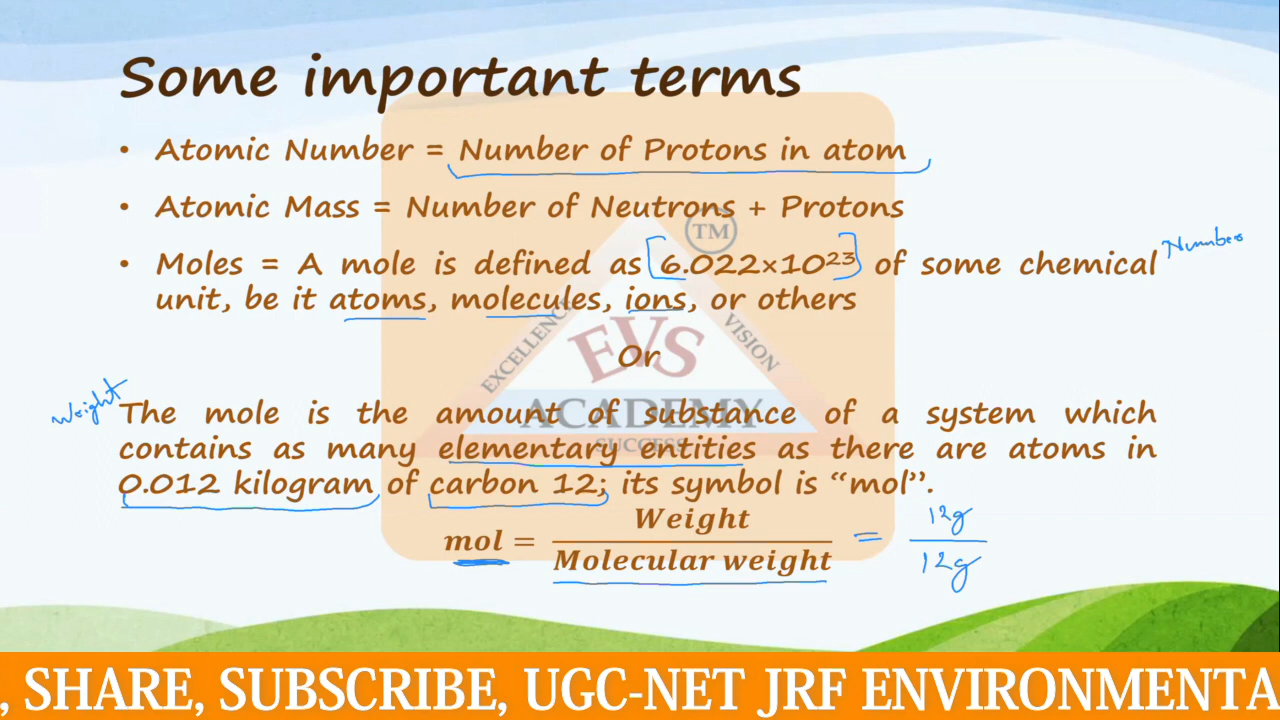 Some important terms
• Atomic Number = Number of Protons in atom
• Atomic Mass = Number of Neutrons + Protons
TM
• Moles = A mole is defined as [6.022×10²³] of some chemical Number
unit, be it atoms, molecules, ions, or others
EXCELLENCE
VISION
EVS
Or
Weight
The mole is the amount of substance of a system which
ACADEMY
SUCCESS
contains as many elementary entities as there are atoms in
0.012 kilogram of carbon 12; its symbol is “mol”.
mol = Weight / Molecular weight = 12g / 12g
, SHARE, SUBSCRIBE, UGC-NET JRF ENVIRONMENTA